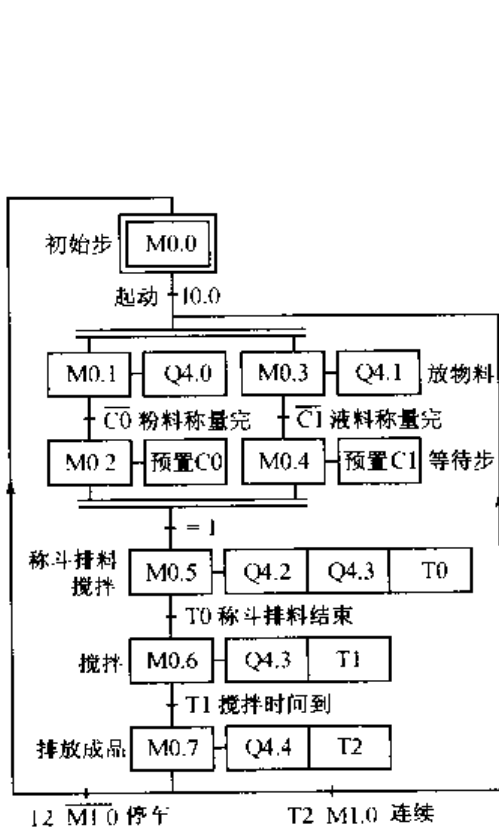 初始步 M0.0
起动 I0.0
M0.1 Q4.0 M0.3 Q4.1 放物料
C0 粉料称量完 C1 液料称量完
M0.2 预置C0 M0.4 预置C1 等待步
= 1
称斗排料
搅拌 M0.5 Q4.2 Q4.3 T0
T0 称斗排料结束
搅拌 M0.6 Q4.3 T1
T1 搅拌时间到
排放成品 M0.7 Q4.4 T2
T2 M1.0 停车 T2 M1.0 连续